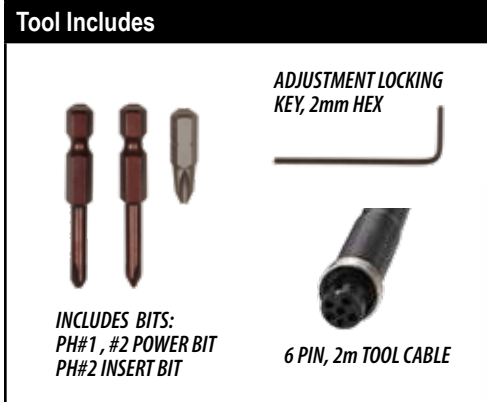 Tool Includes
ADJUSTMENT LOCKING
KEY, 2mm HEX
INCLUDES BITS:
PH#1 , #2 POWER BIT
PH#2 INSERT BIT
6 PIN, 2m TOOL CABLE